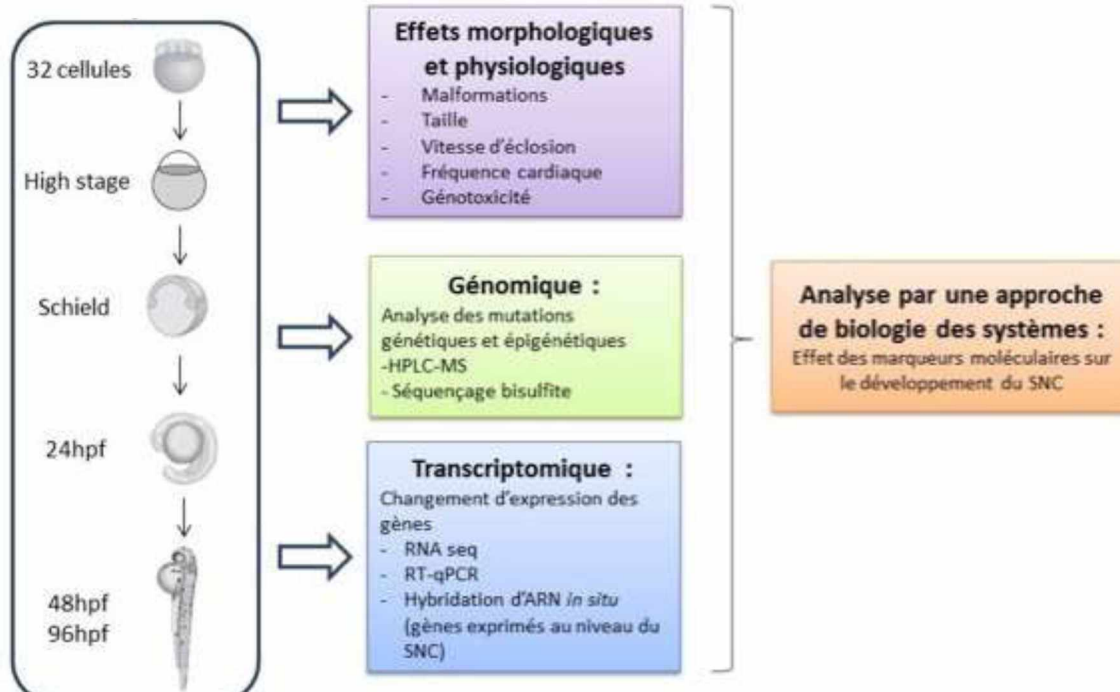 32 cellules
High stage
Schield
24hpf
48hpf
96hpf
Effets morphologiques
et physiologiques
- Malformations
- Taille
- Vitesse d'éclosion
- Fréquence cardiaque
- Génotoxicité
Génomique :
Analyse des mutations
génétiques et épigénétiques
-HPLC-MS
- Séquençage bisulfite
Transcriptomique :
Changement d'expression des
gènes
- RNA seq
- RT-qPCR
- Hybridation d'ARN in situ
(gènes exprimés au niveau du
SNC)
Analyse par une approche
de biologie des systèmes :
Effet des marqueurs moléculaires sur
le développement du SNC